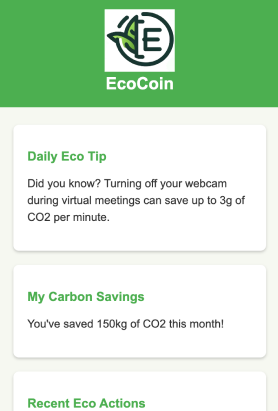 E
EcoCoin
Daily Eco Tip
Did you know? Turning off your webcam
during virtual meetings can save up to 3g of
CO2 per minute.
My Carbon Savings
You've saved 150kg of CO2 this month!
Recent Eco Actions